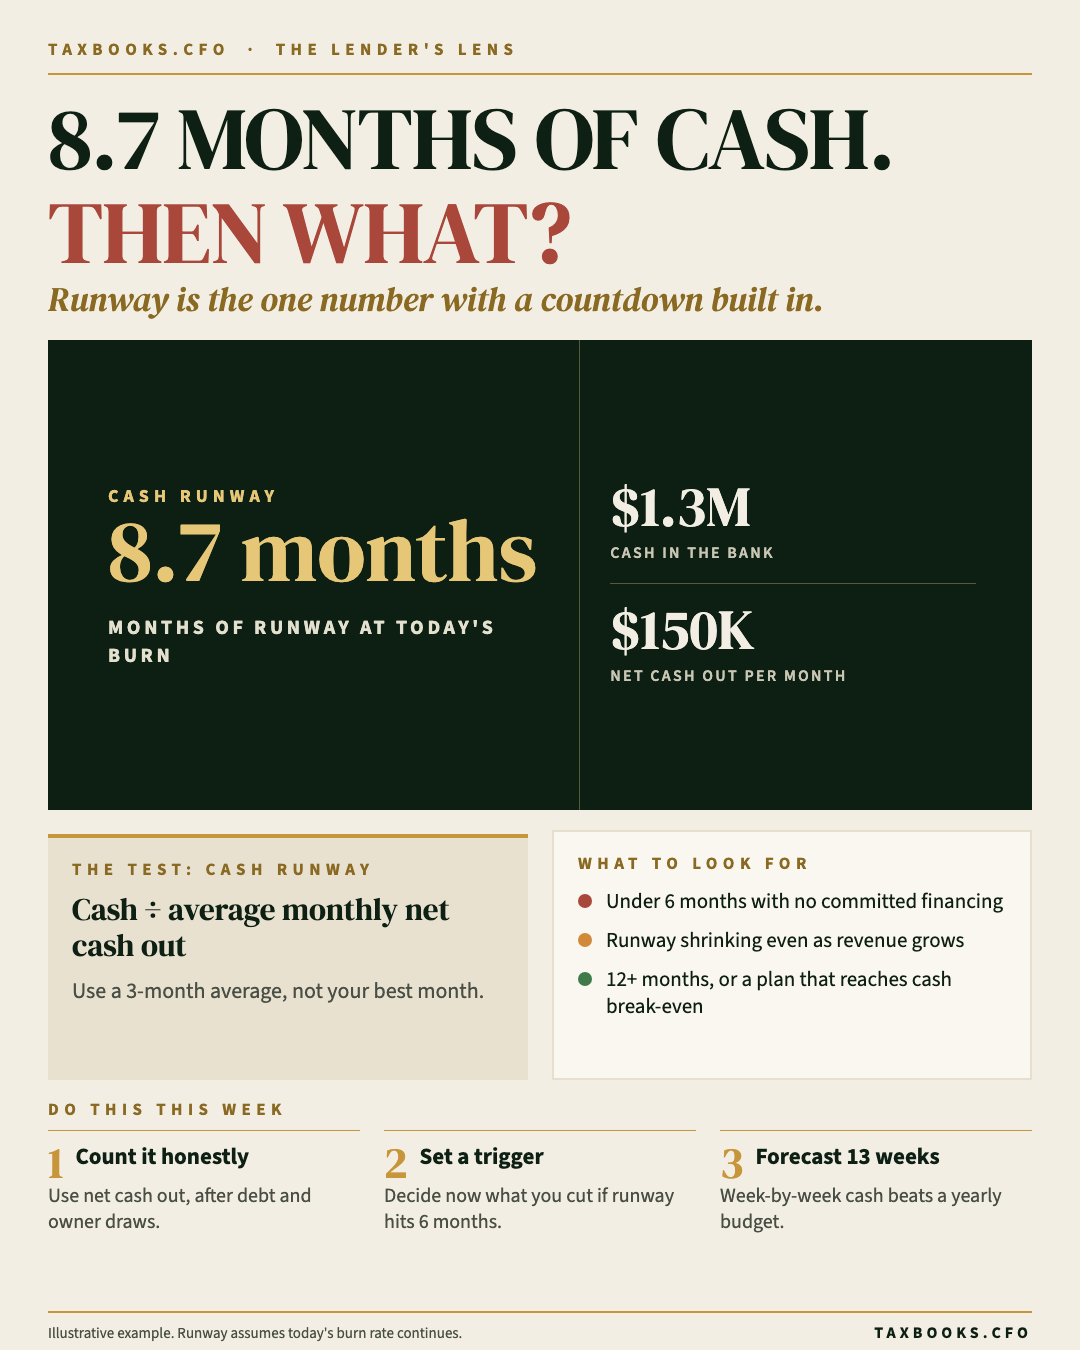 TAXBOOKS.CFO · THE LENDER'S LENS
8.7 MONTHS OF CASH.
THEN WHAT?
Runway is the one number with a countdown built in.
CASH RUNWAY
8.7 months
MONTHS OF RUNWAY AT TODAY'S
BURN
$1.3M
CASH IN THE BANK
$150K
NET CASH OUT PER MONTH
THE TEST: CASH RUNWAY
Cash ÷ average monthly net
cash out
Use a 3-month average, not your best month.
WHAT TO LOOK FOR
Under 6 months with no committed financing
Runway shrinking even as revenue grows
12+ months, or a plan that reaches cash
break-even
DO THIS THIS WEEK
1 Count it honestly
Use net cash out, after debt and
owner draws.
2 Set a trigger
Decide now what you cut if runway
hits 6 months.
3 Forecast 13 weeks
Week-by-week cash beats a yearly
budget.
Illustrative example. Runway assumes today's burn rate continues.
TAXBOOKS.CFO